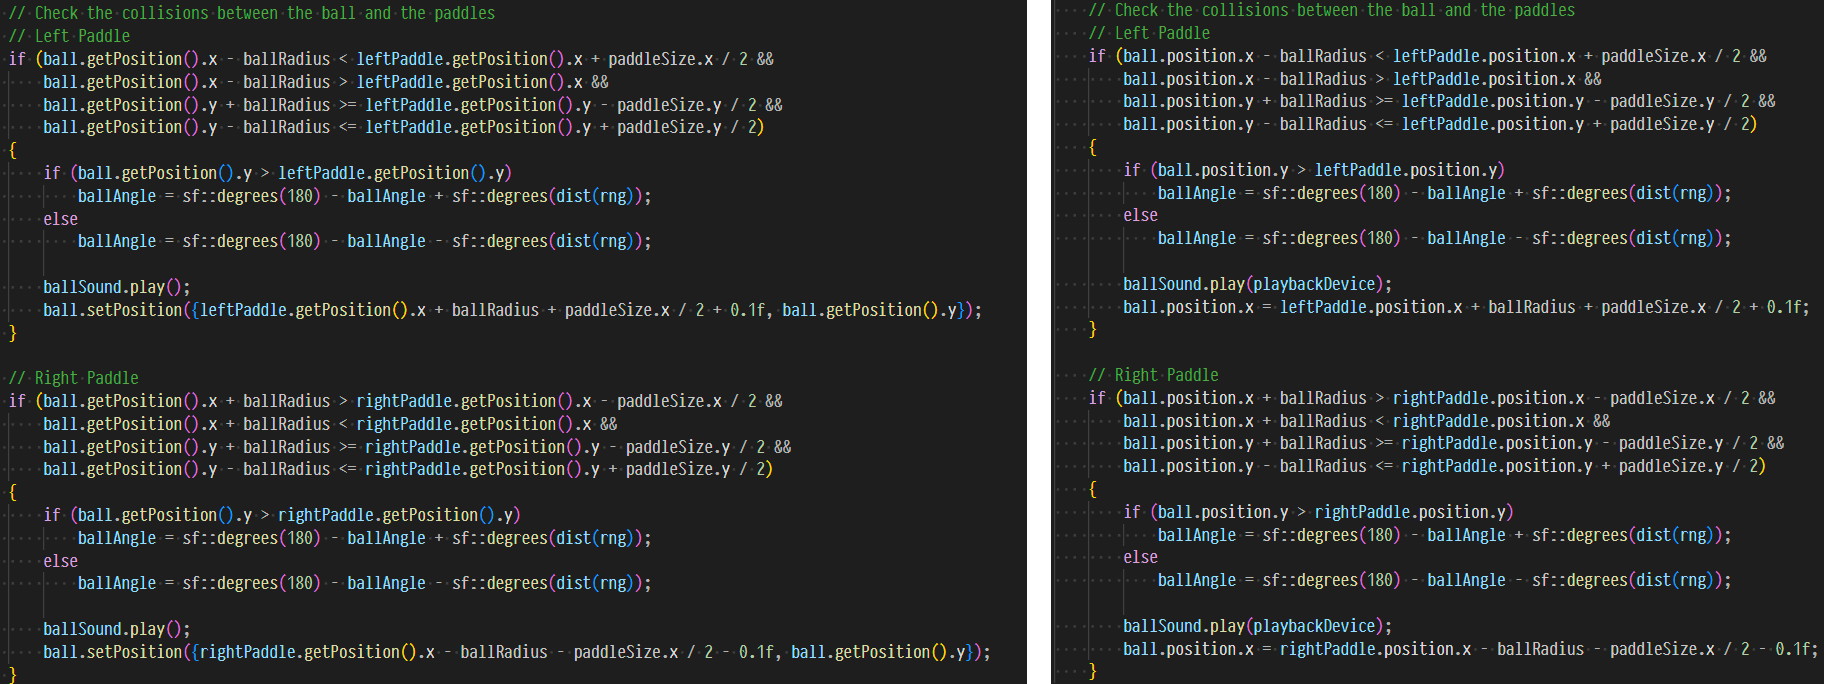 // Check the collisions between the ball and the paddles
// Left Paddle
if (ball.getPosition().x - ballRadius < leftPaddle.getPosition().x + paddleSize.x / 2 &&
    ball.getPosition().x - ballRadius > leftPaddle.getPosition().x &&
    ball.getPosition().y + ballRadius >= leftPaddle.getPosition().y - paddleSize.y / 2 &&
    ball.getPosition().y - ballRadius <= leftPaddle.getPosition().y + paddleSize.y / 2)
{
    if (ball.getPosition().y > leftPaddle.getPosition().y)
        ballAngle = sf::degrees(180) - ballAngle + sf::degrees(dist(rng));
    else
        ballAngle = sf::degrees(180) - ballAngle - sf::degrees(dist(rng));

    ballSound.play();
    ball.setPosition({leftPaddle.getPosition().x + ballRadius + paddleSize.x / 2 + 0.1f, ball.getPosition().y});
}

// Right Paddle
if (ball.getPosition().x + ballRadius > rightPaddle.getPosition().x - paddleSize.x / 2 &&
    ball.getPosition().x + ballRadius < rightPaddle.getPosition().x &&
    ball.getPosition().y + ballRadius >= rightPaddle.getPosition().y - paddleSize.y / 2 &&
    ball.getPosition().y - ballRadius <= rightPaddle.getPosition().y + paddleSize.y / 2)
{
    if (ball.getPosition().y > rightPaddle.getPosition().y)
        ballAngle = sf::degrees(180) - ballAngle + sf::degrees(dist(rng));
    else
        ballAngle = sf::degrees(180) - ballAngle - sf::degrees(dist(rng));

    ballSound.play();
    ball.setPosition({rightPaddle.getPosition().x - ballRadius - paddleSize.x / 2 - 0.1f, ball.getPosition().y});
}
// Check the collisions between the ball and the paddles
// Left Paddle
if (ball.position.x - ballRadius < leftPaddle.position.x + paddleSize.x / 2 &&
    ball.position.x - ballRadius > leftPaddle.position.x &&
    ball.position.y + ballRadius >= leftPaddle.position.y - paddleSize.y / 2 &&
    ball.position.y - ballRadius <= leftPaddle.position.y + paddleSize.y / 2)
{
    if (ball.position.y > leftPaddle.position.y)
        ballAngle = sf::degrees(180) - ballAngle + sf::degrees(dist(rng));
    else
        ballAngle = sf::degrees(180) - ballAngle - sf::degrees(dist(rng));

    ballSound.play(playbackDevice);
    ball.position.x = leftPaddle.position.x + ballRadius + paddleSize.x / 2 + 0.1f;
}

// Right Paddle
if (ball.position.x + ballRadius > rightPaddle.position.x - paddleSize.x / 2 &&
    ball.position.x + ballRadius < rightPaddle.position.x &&
    ball.position.y + ballRadius >= rightPaddle.position.y - paddleSize.y / 2 &&
    ball.position.y - ballRadius <= rightPaddle.position.y + paddleSize.y / 2)
{
    if (ball.position.y > rightPaddle.position.y)
        ballAngle = sf::degrees(180) - ballAngle + sf::degrees(dist(rng));
    else
        ballAngle = sf::degrees(180) - ballAngle - sf::degrees(dist(rng));

    ballSound.play(playbackDevice);
    ball.position.x = rightPaddle.position.x - ballRadius - paddleSize.x / 2 - 0.1f;
}